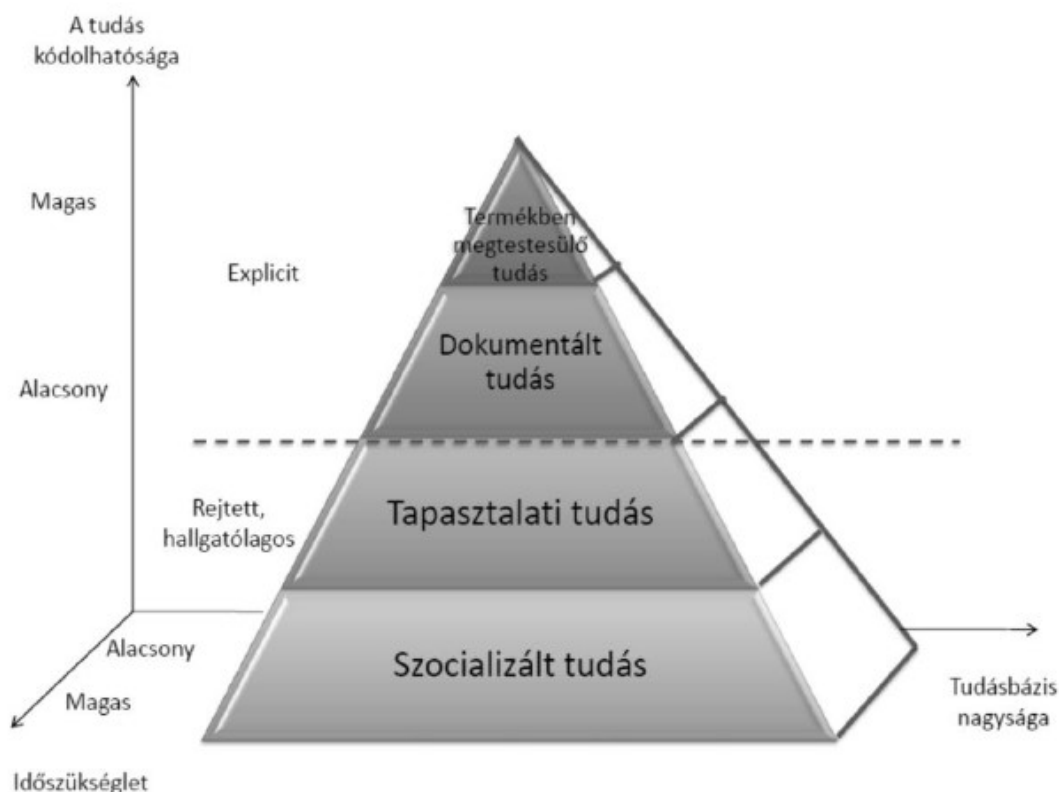 A tudás
kódolhatósága
Magas
Termékben
megtestesülő
tudás
Explicit
Dokumentált
tudás
Alacsony
Tapasztalati tudás
Rejtett,
hallgatólagos
Alacsony
Szocializált tudás
Magas
Tudásbázis
nagysága
Időszükséglet